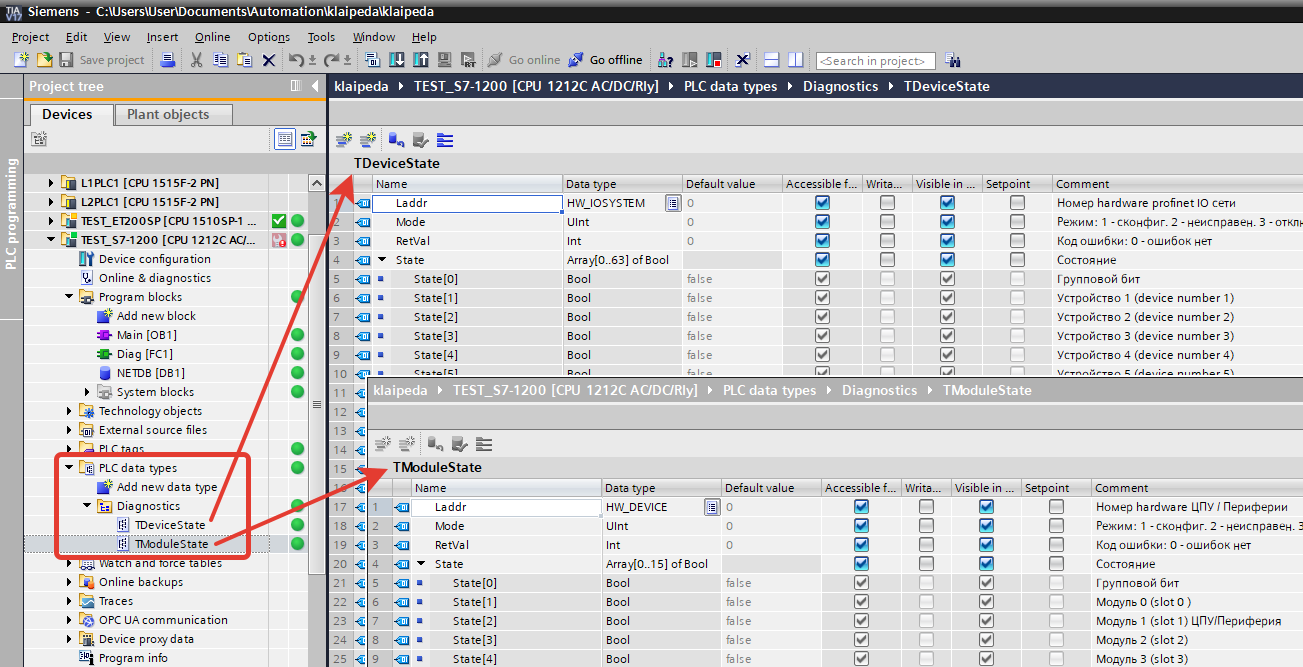 Siemens - C:\Users\User\Documents\Automation\klaipeda\klaipeda
Project Edit View Insert Online Options Tools Window Help
Save project Go online Go offline <Search in project>
Project tree
klaipeda TEST_S7-1200 [CPU 1212C AC/DC/Rly] PLC data types Diagnostics TDeviceState
Devices Plant objects
PLC programming
L1PLC1 [CPU 1515F-2 PN]
L2PLC1 [CPU 1515F-2 PN]
TEST_ET200SP [CPU 1510SP-1 ...
TEST_S7-1200 [CPU 1212C AC/...
Device configuration
Online & diagnostics
Program blocks
Add new block
Main [OB1]
Diag [FC1]
NETDB [DB1]
System blocks
Technology objects
External source files
PLC tags
PLC data types
Add new data type
Diagnostics
TDeviceState
TModuleState
Watch and force tables
Online backups
Traces
OPC UA communication
Device proxy data
Program info
TDeviceState
Name Data type Default value Accessible f... Writa... Visible in ... Setpoint Comment
1 Laddr HW_IOSYSTEM 0 Номер hardware profinet IO сети
2 Mode UInt 0 Режим: 1 - сконфиг. 2 - неисправен. 3 - откл
3 RetVal Int 0 Код ошибки: 0 - ошибок нет
4 State Array[0..63] of Bool Состояние
5 State[0] Bool false Групповой бит
6 State[1] Bool false Устройство 1 (device number 1)
7 State[2] Bool false Устройство 2 (device number 2)
8 State[3] Bool false Устройство 3 (device number 3)
9 State[4] Bool false Устройство 4 (device number 4)
10 State[5] Bool false Устройство 5 (device number 5)
11
12
13
14
15
16
17
18
19
20
21
22
23
24
25
klaipeda TEST_S7-1200 [CPU 1212C AC/DC/Rly] PLC data types Diagnostics TModuleState
TModuleState
Name Data type Default value Accessible f... Writa... Visible in ... Setpoint Comment
1 Laddr HW_DEVICE 0 Номер hardware ЦПУ / Периферии
2 Mode UInt 0 Режим: 1 - сконфиг. 2 - неисправен. 3
3 RetVal Int 0 Код ошибки: 0 - ошибок нет
4 State Array[0..15] of Bool Состояние
5 State[0] Bool false Групповой бит
6 State[1] Bool false Модуль 0 (slot 0 )
7 State[2] Bool false Модуль 1 (slot 1) ЦПУ/Периферия
8 State[3] Bool false Модуль 2 (slot 2)
9 State[4] Bool false Модуль 3 (slot 3)